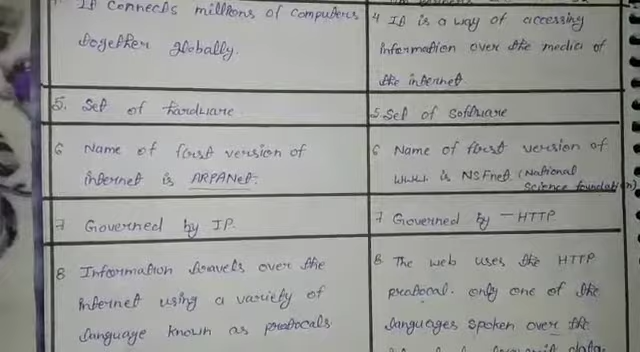 It connects millions of computers
together globally.
4 It is a way of accessing
information over the media of
the internet
5. Set of hardware
5. Set of software
6 Name of first version of
internet is ARPANet.
6 Name of first version of
www. is NSFnet (National
Science foundation)
7 Governed by IP.
7 Governed by - HTTP
8 Information travels over the
internet using a variety of
language known as protocals
8 The web uses the HTTP
protocal. only one of the
languages spoken over the
data,